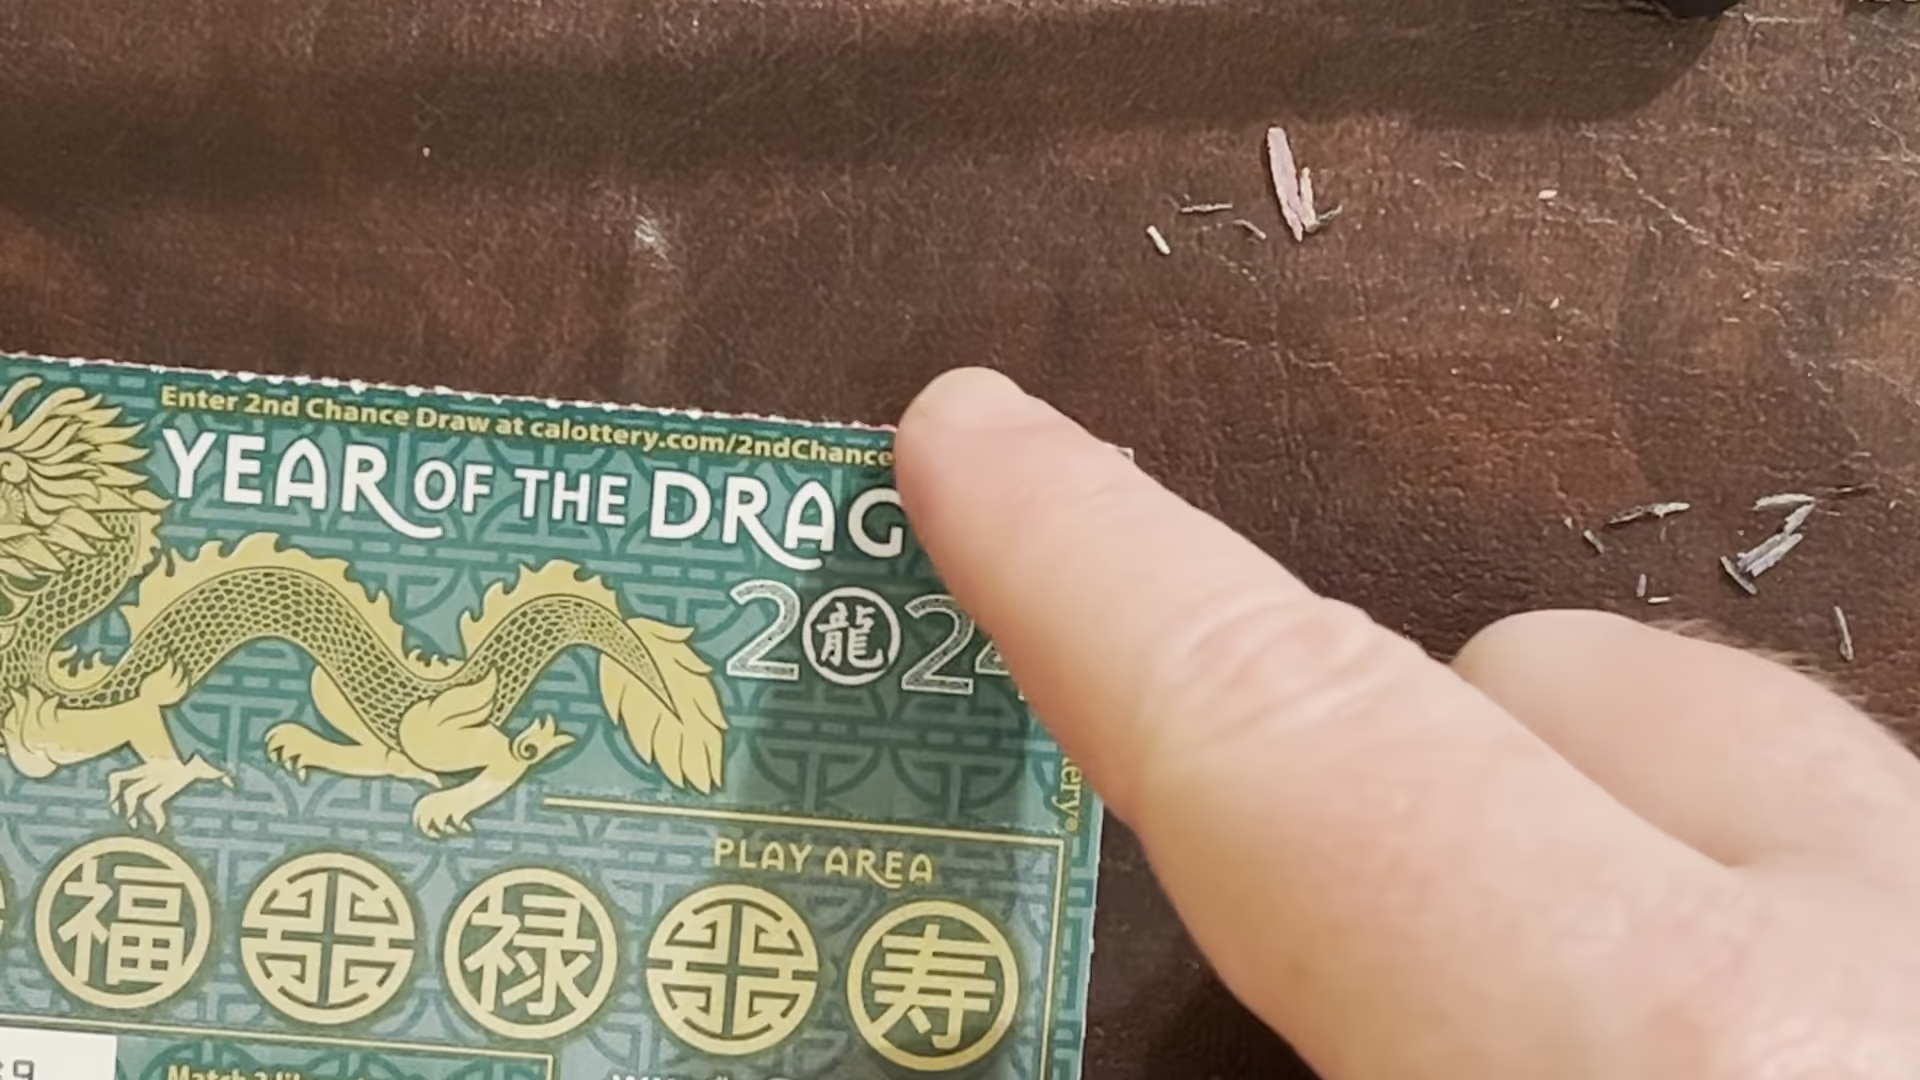 Enter 2nd Chance Draw at calottery.com/2ndChance
YEAR OF THE DRAG
2龍24
PLAY AREA
福 禄 寿